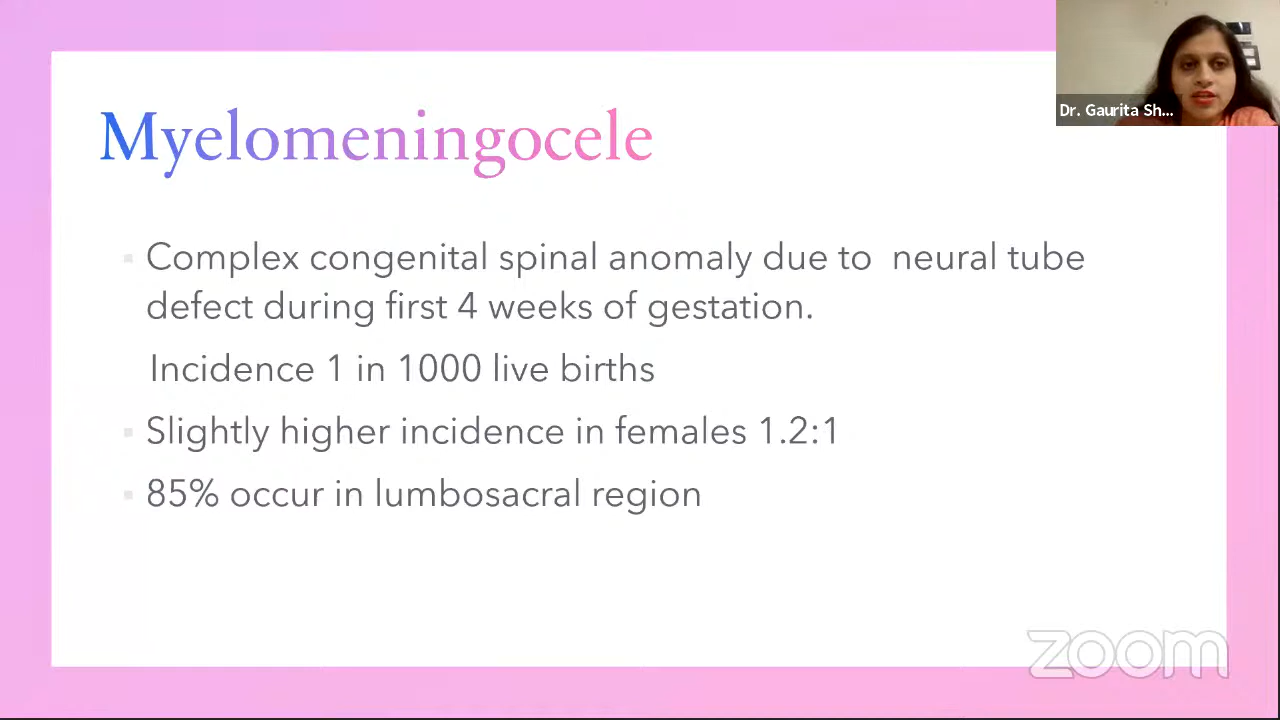 Dr. Gaurita Sh...
Myelomeningocele
Complex congenital spinal anomaly due to neural tube
defect during first 4 weeks of gestation.
Incidence 1 in 1000 live births
Slightly higher incidence in females 1.2:1
85% occur in lumbosacral region
zoom